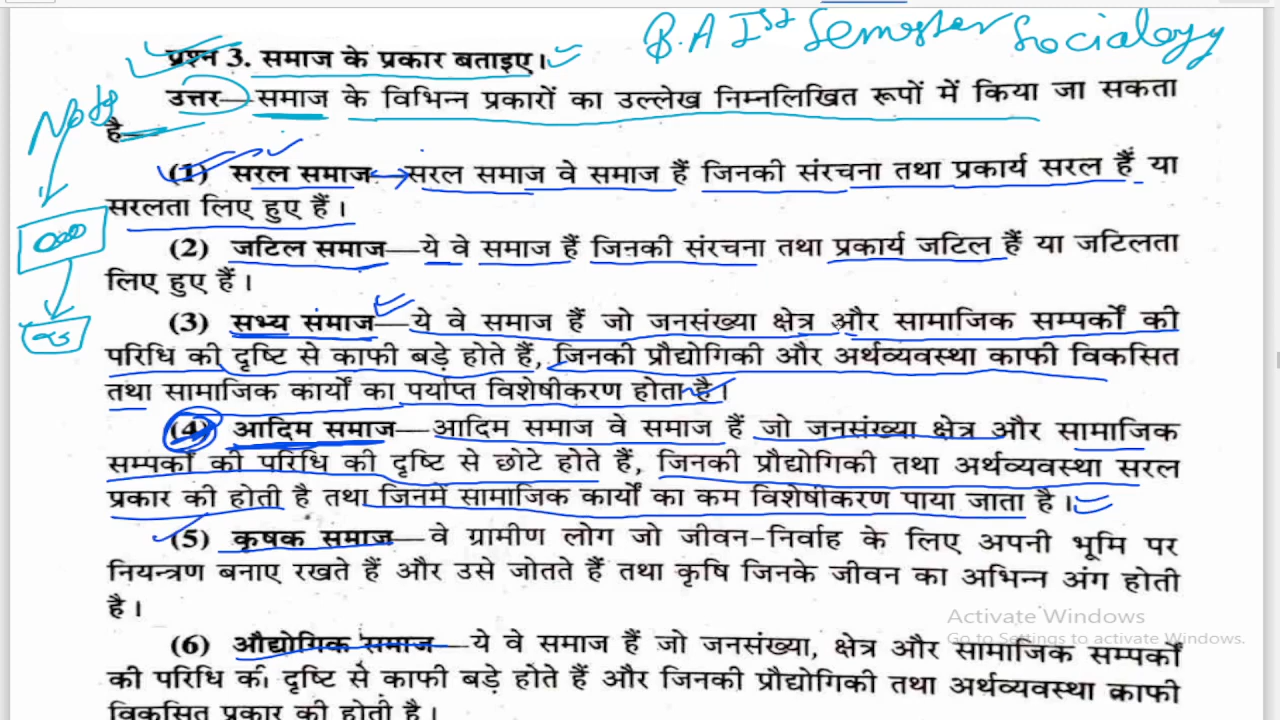 B.A Ist Semester Sociology
प्रश्न 3. समाज के प्रकार बताइए।
उत्तर— समाज के विभिन्न प्रकारों का उल्लेख निम्नलिखित रूपों में किया जा सकता
है—
(1) सरल समाज— सरल समाज वे समाज हैं जिनकी संरचना तथा प्रकार्य सरल हैं या
सरलता लिए हुए हैं।
(2) जटिल समाज—ये वे समाज हैं जिनकी संरचना तथा प्रकार्य जटिल हैं या जटिलता
लिए हुए हैं।
(3) सभ्य समाज—ये वे समाज हैं जो जनसंख्या क्षेत्र और सामाजिक सम्पर्कों की
परिधि की दृष्टि से काफी बड़े होते हैं, जिनकी प्रौद्योगिकी और अर्थव्यवस्था काफी विकसित
तथा सामाजिक कार्यों का पर्याप्त विशेषीकरण होता है।
(4) आदिम समाज—आदिम समाज वे समाज हैं जो जनसंख्या क्षेत्र और सामाजिक
सम्पर्कों की परिधि की दृष्टि से छोटे होते हैं, जिनकी प्रौद्योगिकी तथा अर्थव्यवस्था सरल
प्रकार की होती है तथा जिनमें सामाजिक कार्यों का कम विशेषीकरण पाया जाता है।
(5) कृषक समाज—वे ग्रामीण लोग जो जीवन-निर्वाह के लिए अपनी भूमि पर
नियन्त्रण बनाए रखते हैं और उसे जोतते हैं तथा कृषि जिनके जीवन का अभिन्न अंग होती
है।
Activate Windows
Go to Settings to activate Windows.
(6) औद्योगिक समाज—ये वे समाज हैं जो जनसंख्या, क्षेत्र और सामाजिक सम्पर्कों
की परिधि की दृष्टि से काफी बड़े होते हैं और जिनकी प्रौद्योगिकी तथा अर्थव्यवस्था काफी
विकसित प्रकार की होती है।